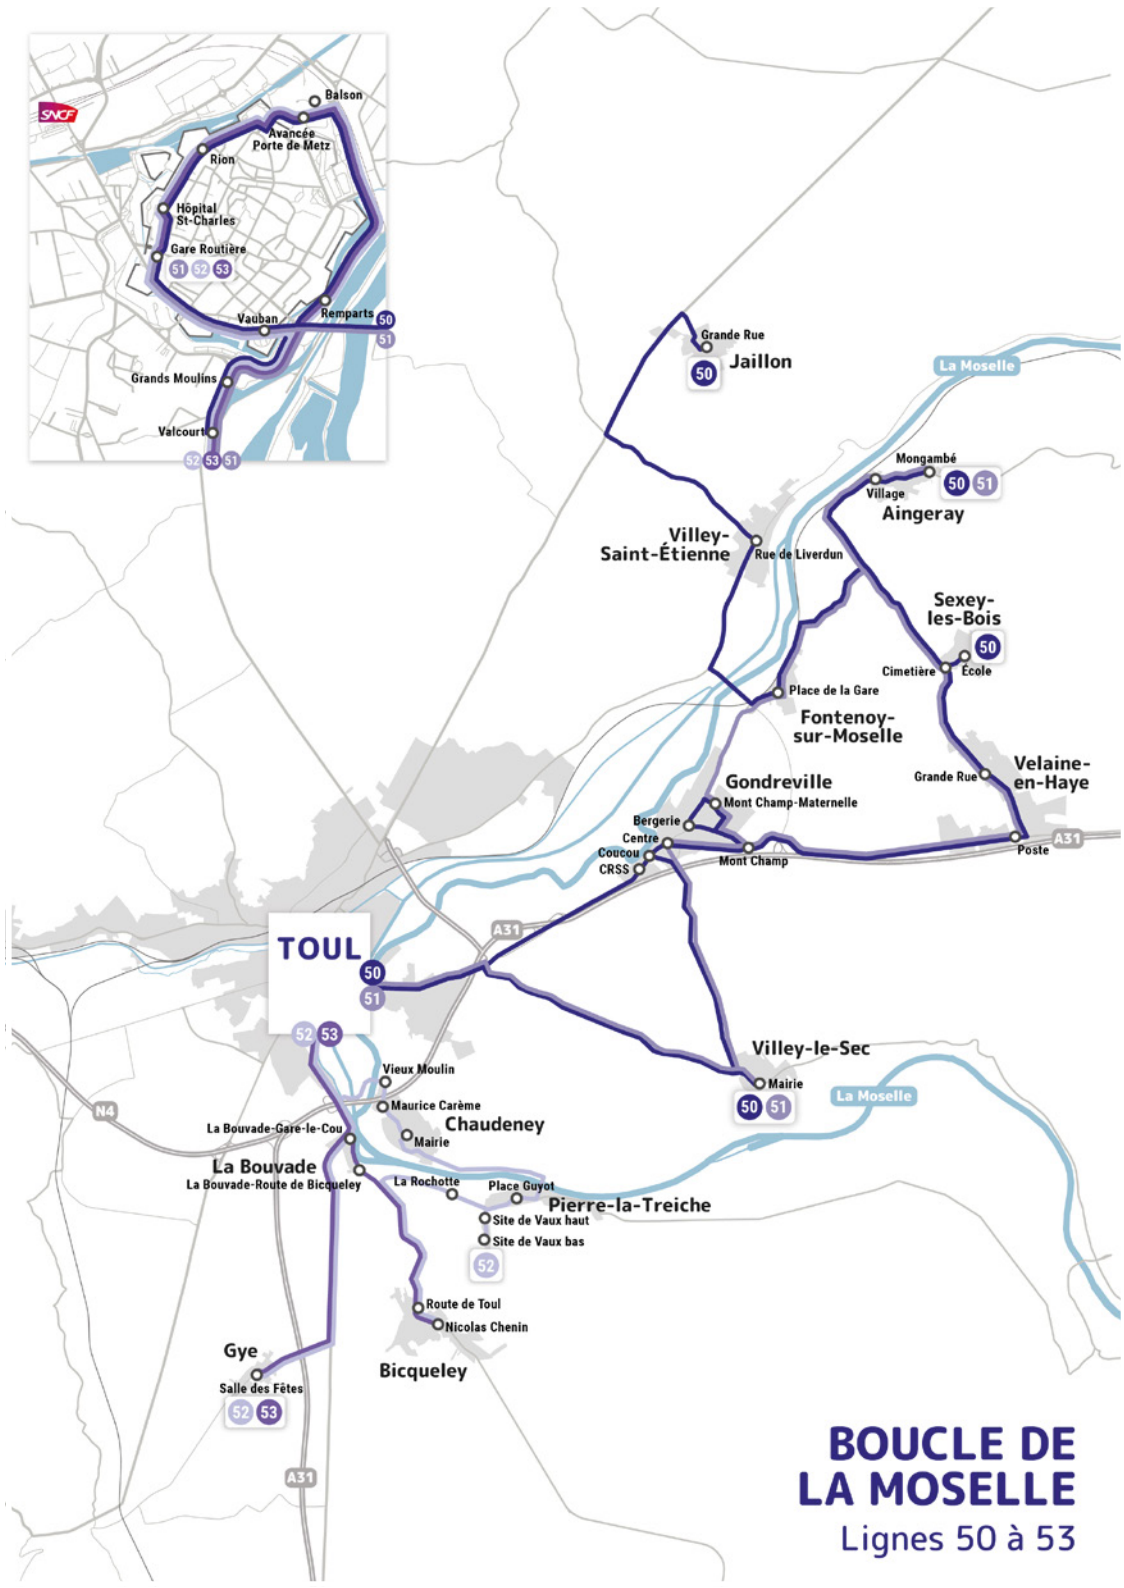 Balson
SNCF
Avancée
Porte de Metz
Rion
Hôpital
St-Charles
Gare Routière
51 52 53
Vauban
Remparts 50
51
Grands Moulins
Valcourt
52 53 51
Grande Rue
Jaillon
50
La Moselle
Mongambé
50 51
Village
Aingeray
Villey-
Saint-Étienne
Rue de Liverdun
Sexey-
les-Bois
50
Cimetière
École
Place de la Gare
Fontenoy-
sur-Moselle
Velaine-
en-Haye
Grande Rue
Gondreville
Mont Champ-Maternelle
Bergerie
Centre
Coucou
CRSS
Mont Champ
Poste
A31
A31
TOUL
50
51
52 53
Villey-le-Sec
Mairie
50 51
La Moselle
Vieux Moulin
N4
Maurice Carème
Chaudeney
La Bouvade-Gare-le-Cou
Mairie
La Bouvade
La Bouvade-Route de Bicqueley
La Rochotte
Place Guyot
Pierre-la-Treiche
Site de Vaux haut
Site de Vaux bas
52
Route de Toul
Nicolas Chenin
Bicqueley
Gye
Salle des Fêtes
52 53
A31
BOUCLE DE
LA MOSELLE
Lignes 50 à 53